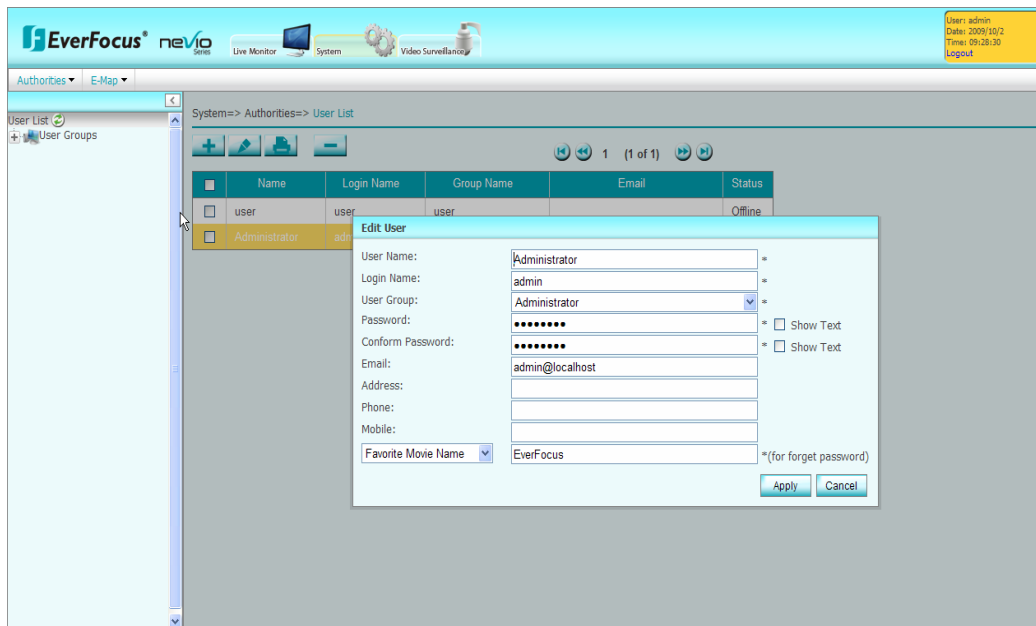 EverFocus® nevio Series
Live Monitor System Video Surveillance
User: admin
Date: 2009/10/2
Time: 09:28:30
Logout
Authorities E-Map
User List
User Groups
System=> Authorities=> User List
1 (1 of 1)
Name Login Name Group Name Email Status
user user user Offline
Administrator adm
Edit User
User Name: Administrator *
Login Name: admin *
User Group: Administrator *
Password: •••••••• * Show Text
Conform Password: •••••••• * Show Text
Email: admin@localhost
Address:
Phone:
Mobile:
Favorite Movie Name EverFocus *(for forget password)
Apply Cancel